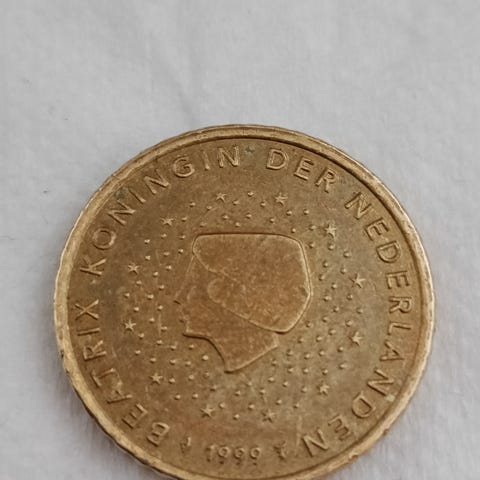 BEATRIX KONINGIN DER NEDERLANDEN
1999